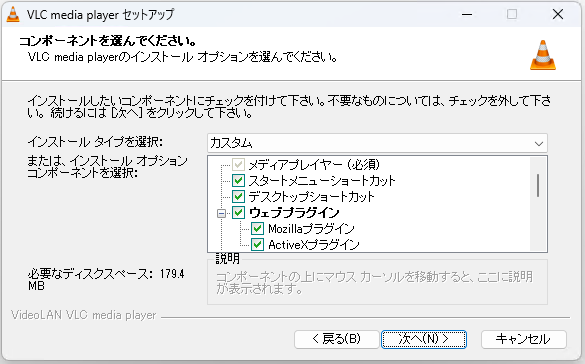 VLC media player セットアップ
コンポーネントを選んでください。
VLC media playerのインストール オプションを選んでください。
インストールしたいコンポーネントにチェックを付けて下さい。不要なものについては、チェックを外して下さ
い。続けるには [次へ] をクリックして下さい。
インストール タイプを選択:
カスタム
または、インストール オプション
コンポーネントを選択:
メディアプレイヤー (必須)
スタートメニューショートカット
デスクトップショートカット
ウェブプラグイン
Mozillaプラグイン
ActiveXプラグイン
必要なディスクスペース: 179.4
MB
説明
コンポーネントの上にマウス カーソルを移動すると、ここに説明
が表示されます。
VideoLAN VLC media player
< 戻る(B)
次へ(N) >
キャンセル